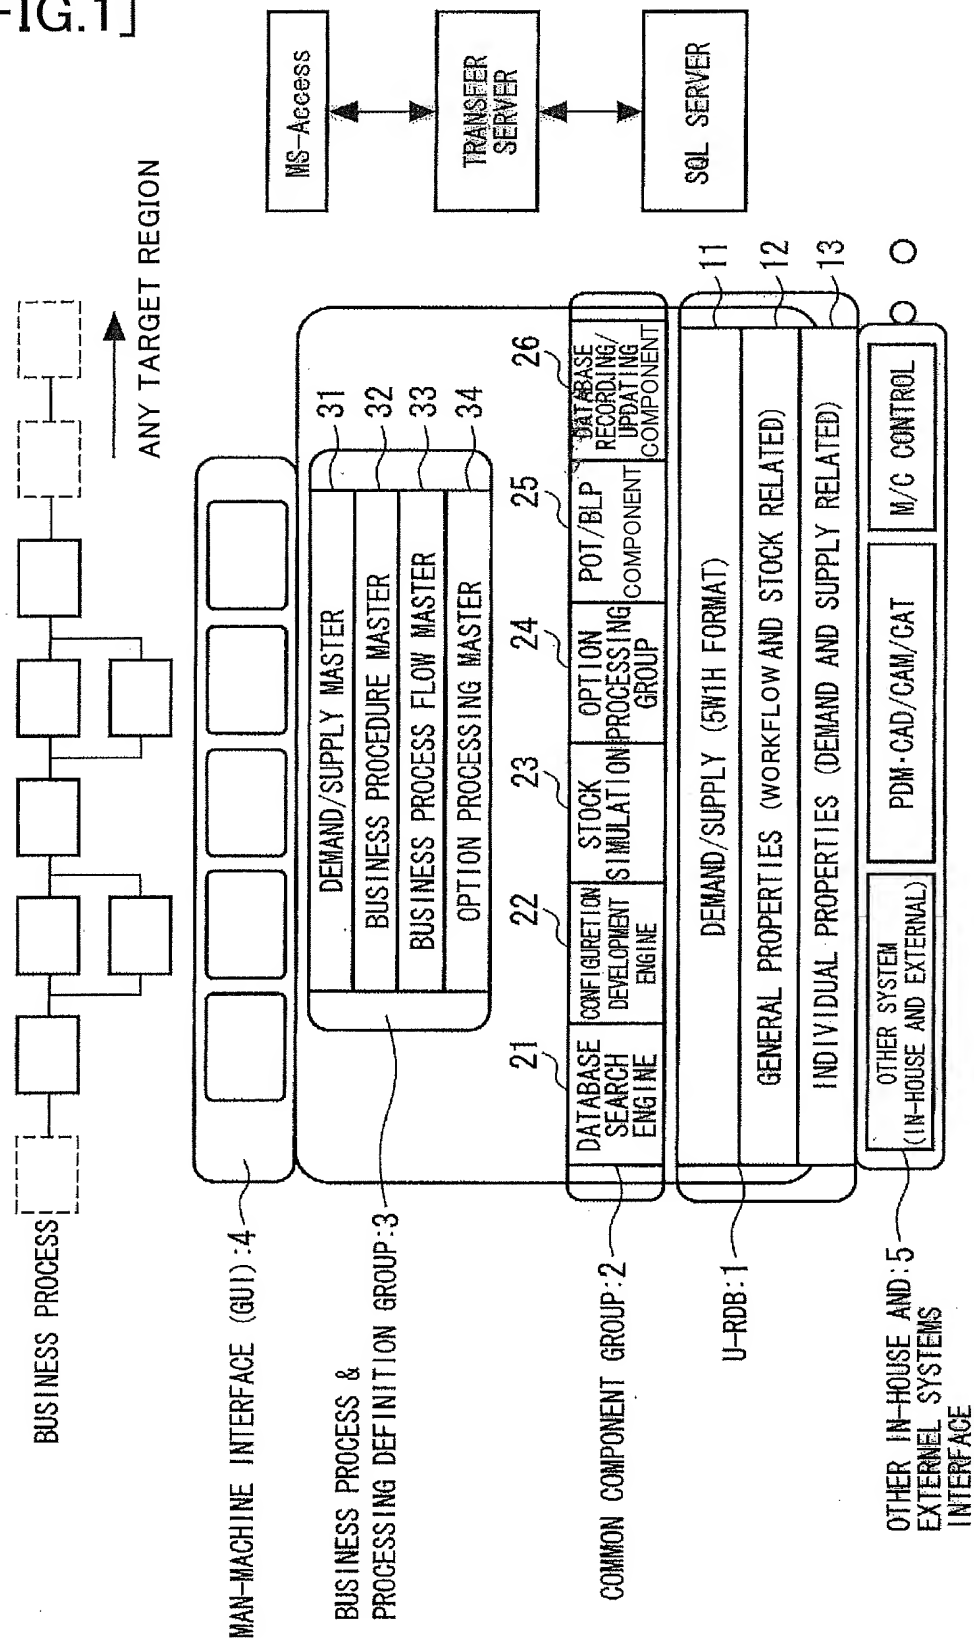 FIG.1]
BUSINESS PROCESS
ANY TARGET REGION
MAN-MACHINE INTERFACE (GUI):4
BUSINESS PROCESS &
PROCESSING DEFINITION GROUP:3
DEMAND/SUPPLY MASTER
31
BUSINESS PROCEDURE MASTER
32
BUSINESS PROCESS FLOW MASTER
33
OPTION PROCESSING MASTER
34
MS-Access
TRANSFER
SERVER
SQL SERVER
COMMON COMPONENT GROUP:2
21
DATABASE
SEARCH
ENGINE
22
CONFIGURETION
DEVELOPMENT
ENGINE
23
STOCK
SIMULATION
24
OPTION
PROCESSING
GROUP
25
POT/BLP
COMPONENT
26
DATABASE
RECORDING/
UPDATING
COMPONENT
U-RDB:1
DEMAND/SUPPLY (5W1H FORMAT)
11
GENERAL PROPERTIES (WORKFLOW AND STOCK RELATED)
12
INDIVIDUAL PROPERTIES (DEMAND AND SUPPLY RELATED)
13
OTHER IN-HOUSE AND:5
EXTERNEL SYSTEMS
INTERFACE
OTHER SYSTEM
(IN-HOUSE AND EXTERNAL)
PDM·CAD/CAM/CAT
M/C CONTROL